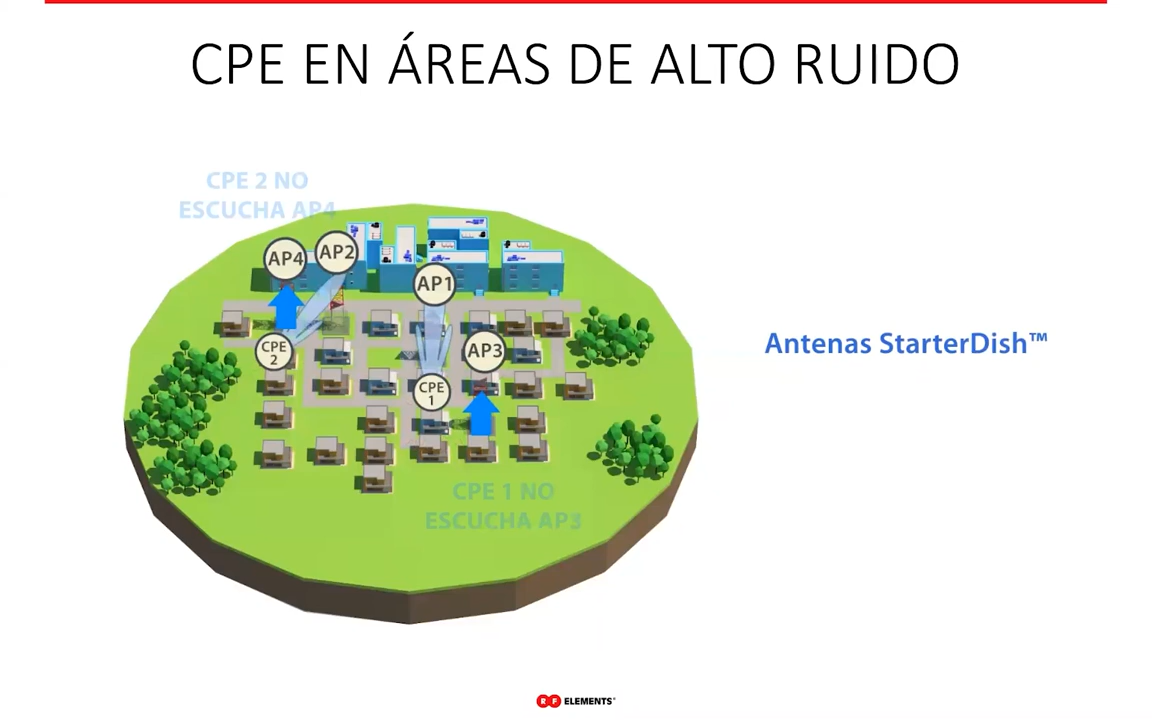 CPE EN ÁREAS DE ALTO RUIDO
CPE 2 NO
ESCUCHA AP4
AP4
AP2
AP1
CPE
2
AP3
CPE
1
Antenas StarterDish™
CPE 1 NO
ESCUCHA AP3
RF ELEMENTS